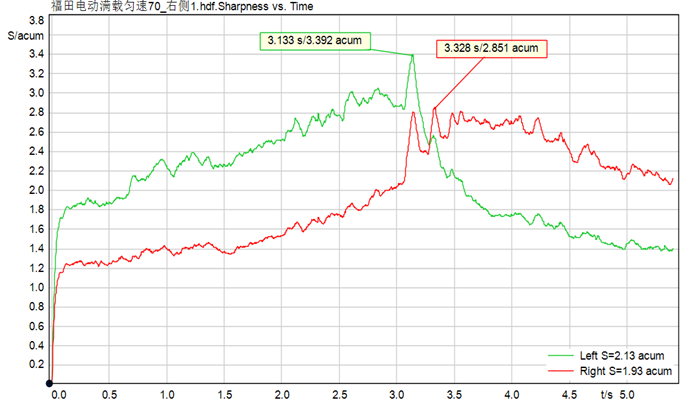 福田电动满载匀速70_右侧1.hdf.Sharpness vs. Time
S/acum
3.8
3.4
3.2
3.0
2.8
2.6
2.4
2.2
2.0
1.8
1.6
1.4
1.2
1.0
0.8
0.6
0.4
0.2
3.133 s/3.392 acum
3.328 s/2.851 acum
Left S=2.13 acum
Right S=1.93 acum
0.0 0.5 1.0 1.5 2.0 2.5 3.0 3.5 4.0 4.5 t/s 5.0